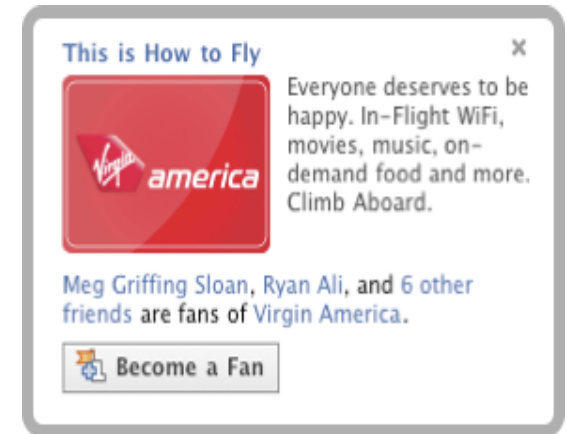 This is How to Fly
×
Everyone deserves to be
happy. In-Flight WiFi,
movies, music, on-
demand food and more.
Climb Aboard.
Virgin america
Meg Griffing Sloan, Ryan Ali, and 6 other
friends are fans of Virgin America.
Become a Fan